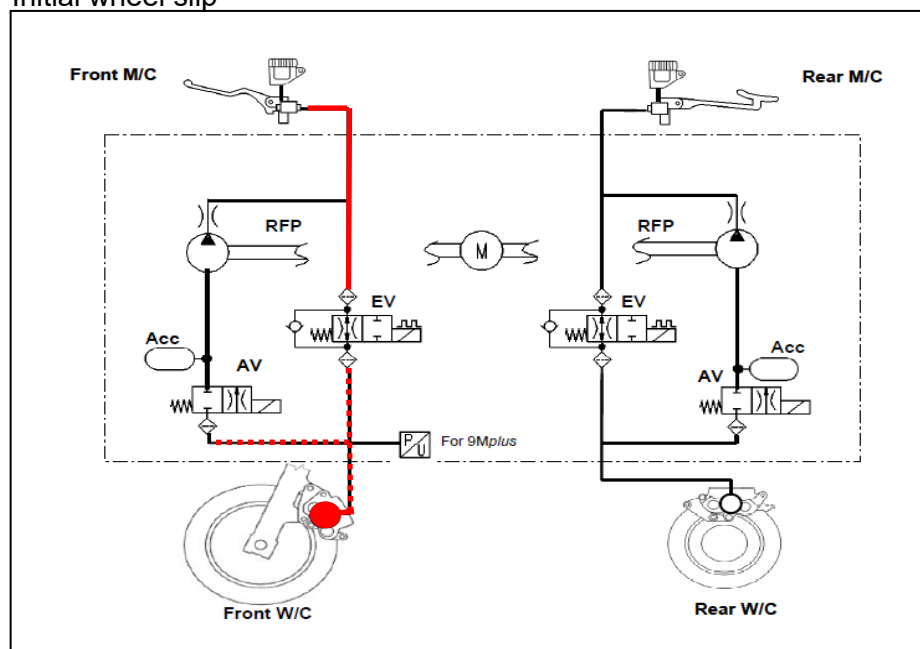 Initial wheel slip
Front M/C
Rear M/C
RFP
M
RFP
EV
EV
Acc
Acc
AV
AV
P/U
For 9Mplus
Front W/C
Rear W/C